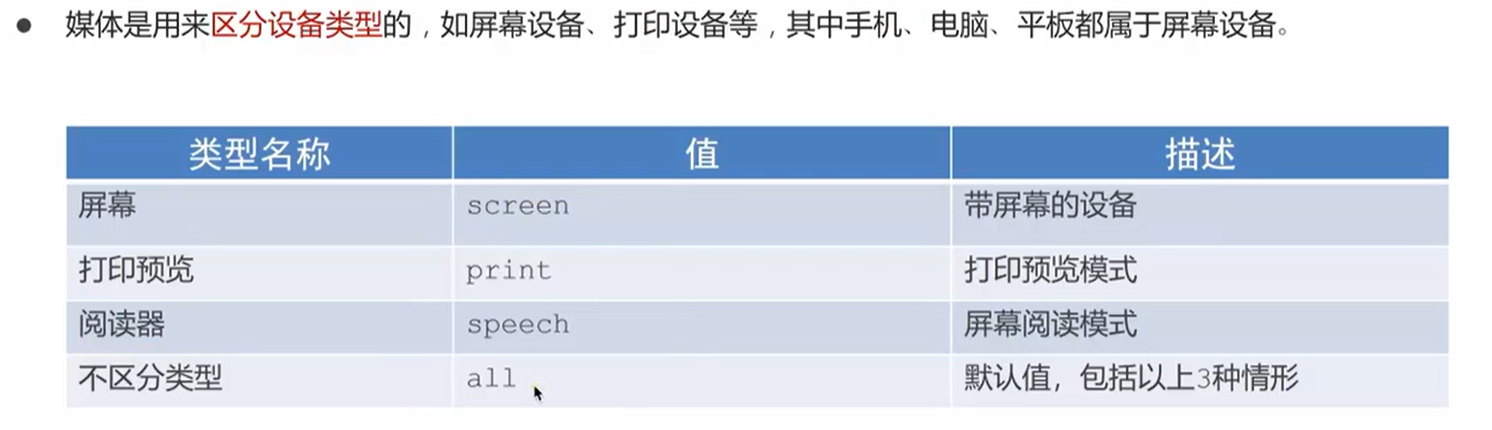 ● 媒体是用来区分设备类型的，如屏幕设备、打印设备等，其中手机、电脑、平板都属于屏幕设备。
类型名称 值 描述
屏幕 screen 带屏幕的设备
打印预览 print 打印预览模式
阅读器 speech 屏幕阅读模式
不区分类型 all 默认值，包括以上3种情形